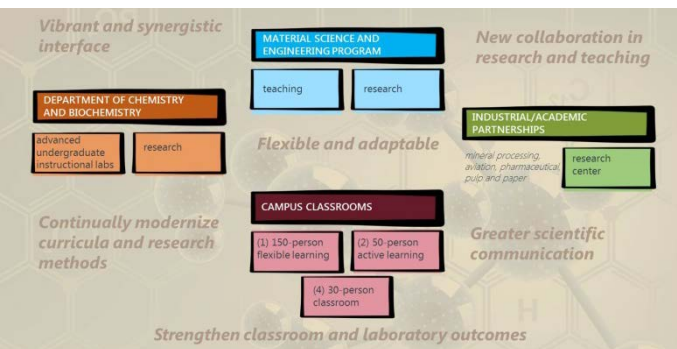 Vibrant and synergistic
interface
MATERIAL SCIENCE AND
ENGINEERING PROGRAM
New collaboration in
research and teaching
teaching
research
DEPARTMENT OF CHEMISTRY
AND BIOCHEMISTRY
advanced
undergraduate
instructional labs
research
Flexible and adaptable
INDUSTRIAL/ACADEMIC
PARTNERSHIPS
mineral processing,
aviation, pharmaceutical,
pulp and paper
research
center
CAMPUS CLASSROOMS
Continually modernize
curricula and research
methods
(1) 150-person
flexible learning
(2) 50-person
active learning
(4) 30-person
classroom
Greater scientific
communication
H
Strengthen classroom and laboratory outcomes